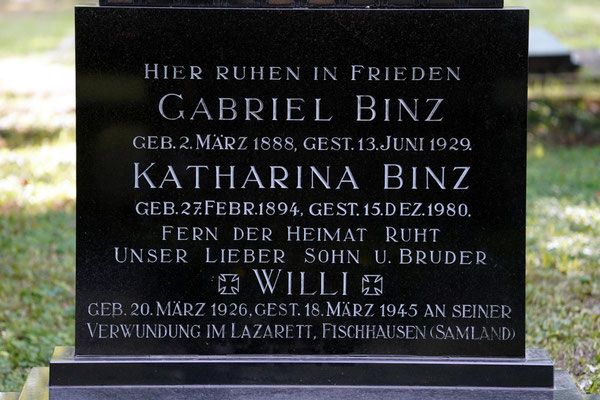 Hier ruhen in Frieden
Gabriel Binz
geb. 2. März 1888, gest. 13. Juni 1929.
Katharina Binz
geb. 27. Febr. 1894, gest. 15. Dez. 1980.
Fern der Heimat ruht
unser lieber Sohn u. Bruder
Willi
geb. 20. März 1926, gest. 18. März 1945 an seiner
Verwundung im Lazarett, Fischhausen (Samland)